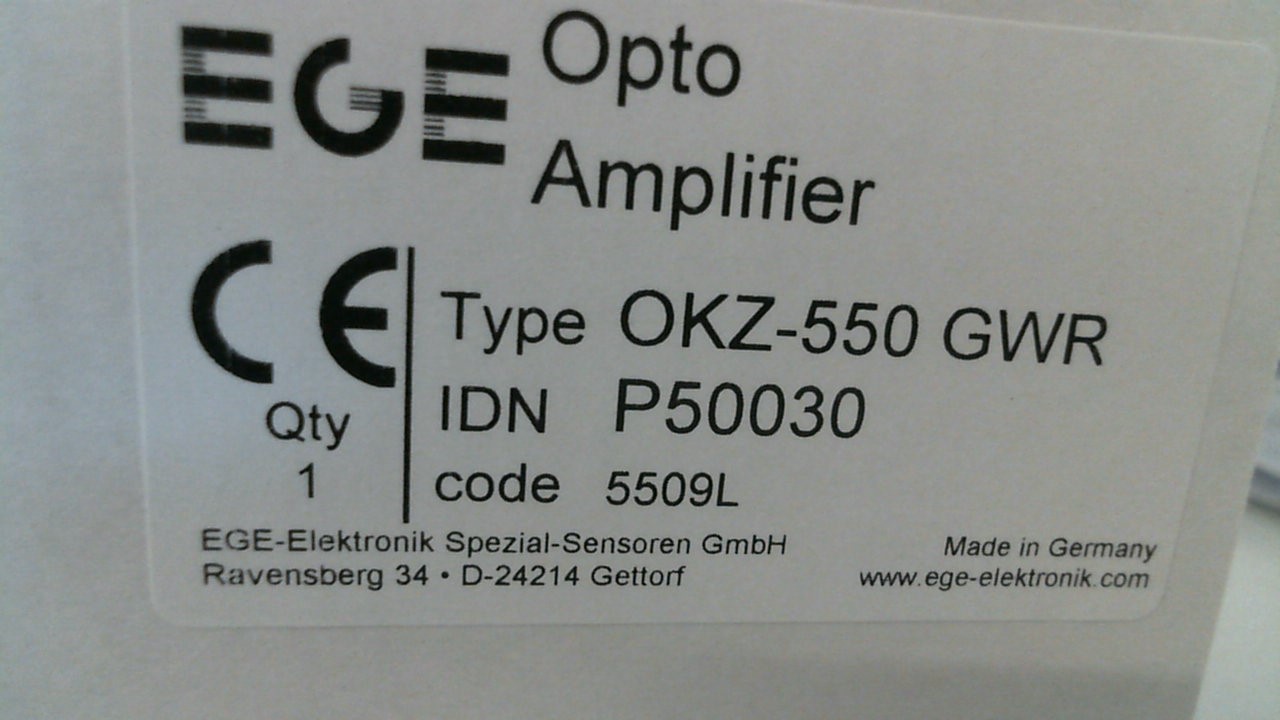 EGE Opto
Amplifier
CE
Type OKZ-550 GWR
IDN P50030
Qty
1
code 5509L
EGE-Elektronik Spezial-Sensoren GmbH
Ravensberg 34 • D-24214 Gettorf
Made in Germany
www.ege-elektronik.com